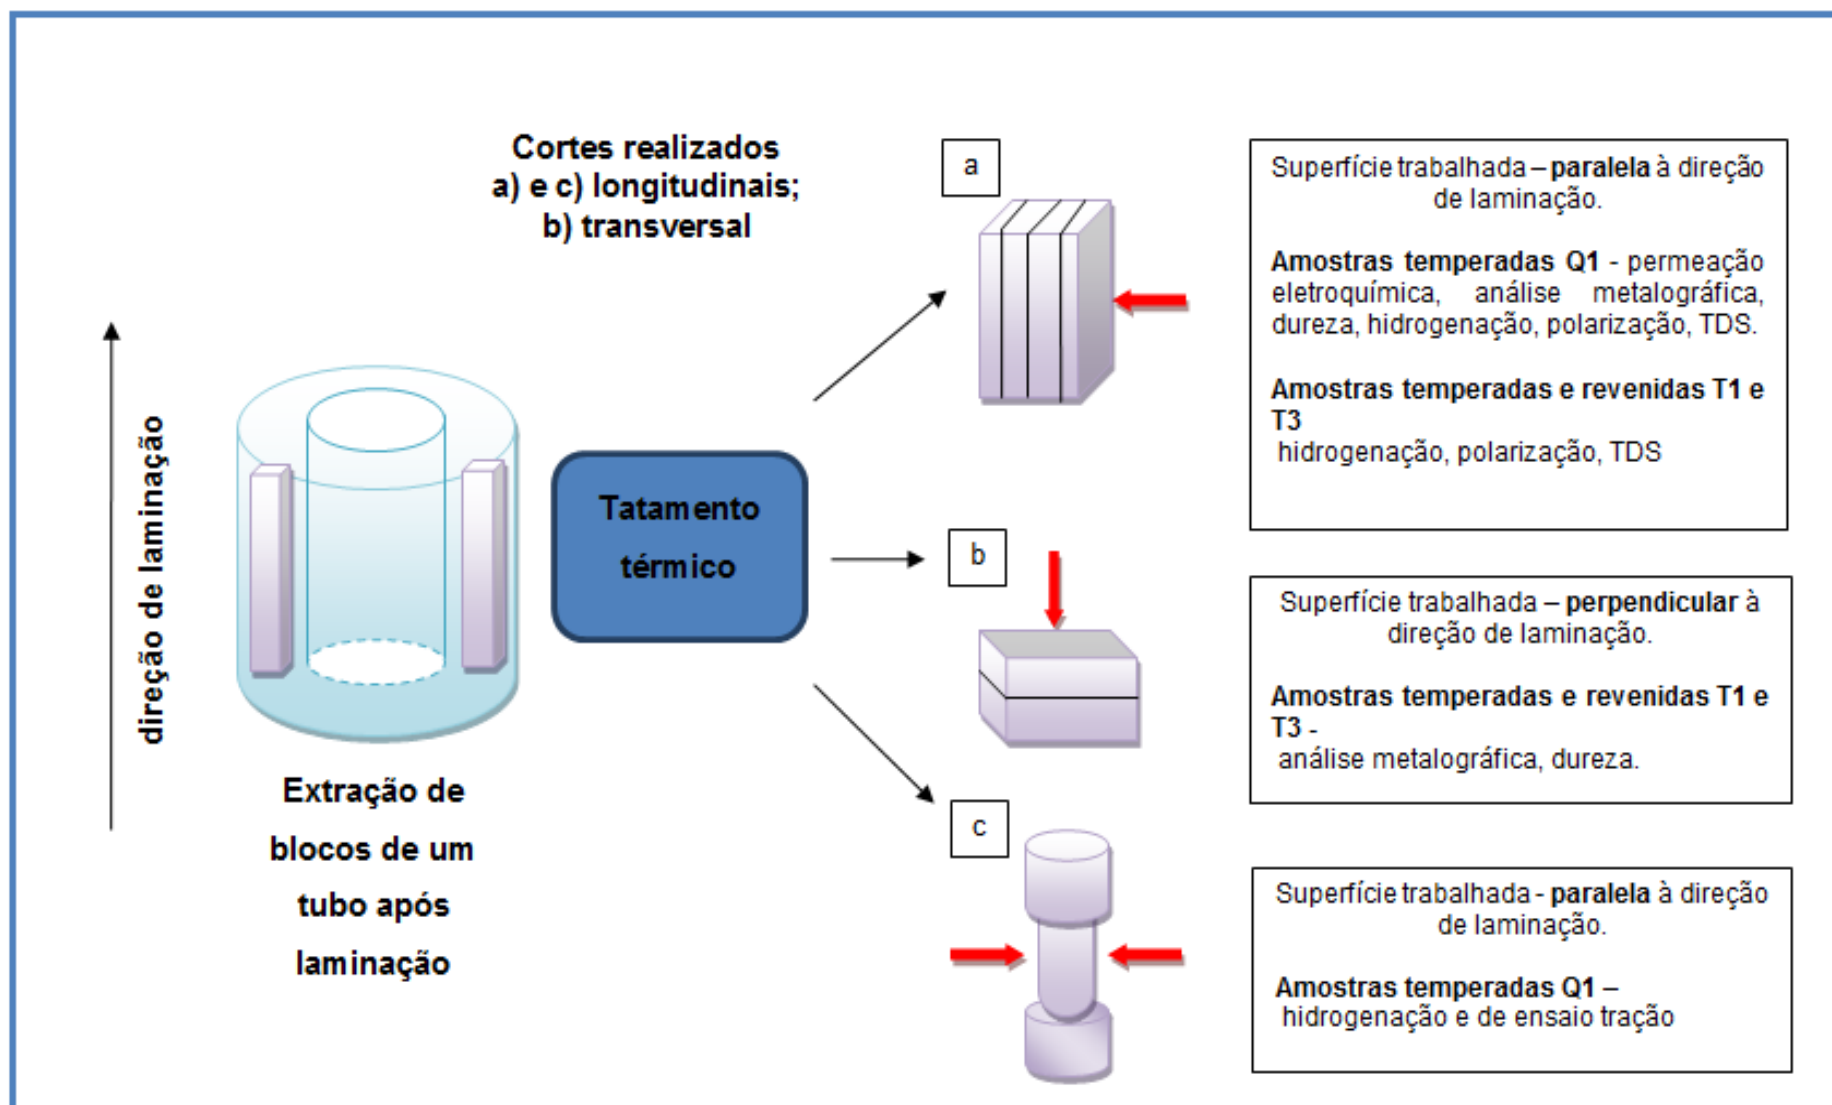 Cortes realizados
a) e c) longitudinais;
b) transversal
direção de laminação
Extração de
blocos de um
tubo após
laminação
Tatamento
térmico
a
Superfície trabalhada – paralela à direção
de laminação.
Amostras temperadas Q1 - permeação
eletroquímica, análise metalográfica,
dureza, hidrogenação, polarização, TDS.
Amostras temperadas e revenidas T1 e
T3
hidrogenação, polarização, TDS
b
Superfície trabalhada – perpendicular à
direção de laminação.
Amostras temperadas e revenidas T1 e
T3 -
análise metalográfica, dureza.
c
Superfície trabalhada - paralela à direção
de laminação.
Amostras temperadas Q1 –
hidrogenação e de ensaio tração